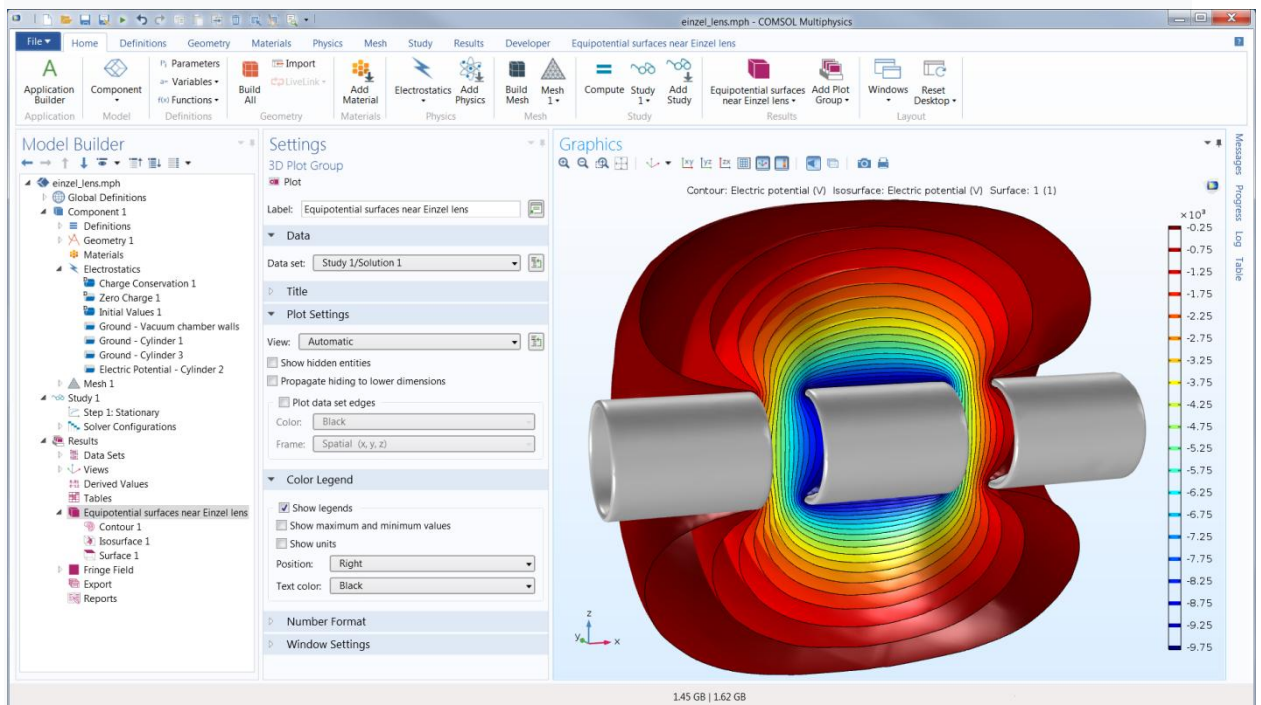 einzel_lens.mph - COMSOL Multiphysics
File Home Definitions Geometry Materials Physics Mesh Study Results Developer Equipotential surfaces near Einzel lens
A
Application Builder
Component
Pi Parameters
a= Variables
f(x) Functions
Build All
Import
LiveLink
Add Material
Electrostatics
Add Physics
Build Mesh
Mesh 1
Compute
Study 1
Add Study
Equipotential surfaces near Einzel lens
Add Plot Group
Windows
Reset Desktop
Application Model Definitions Geometry Materials Physics Mesh Study Results Layout
Model Builder
einzel_lens.mph
Global Definitions
Component 1
Definitions
Geometry 1
Materials
Electrostatics
Charge Conservation 1
Zero Charge 1
Initial Values 1
Ground - Vacuum chamber walls
Ground - Cylinder 1
Ground - Cylinder 3
Electric Potential - Cylinder 2
Mesh 1
Study 1
Step 1: Stationary
Solver Configurations
Results
Data Sets
Views
Derived Values
Tables
Equipotential surfaces near Einzel lens
Contour 1
Isosurface 1
Surface 1
Fringe Field
Export
Reports
Settings
3D Plot Group
Plot
Label: Equipotential surfaces near Einzel lens
Data
Data set: Study 1/Solution 1
Title
Plot Settings
View: Automatic
Show hidden entities
Propagate hiding to lower dimensions
Plot data set edges
Color: Black
Frame: Spatial (x, y, z)
Color Legend
Show legends
Show maximum and minimum values
Show units
Position: Right
Text color: Black
Number Format
Window Settings
Graphics
xy yz zx
Contour: Electric potential (V) Isosurface: Electric potential (V) Surface: 1 (1)
×10³
-0.25
-0.75
-1.25
-1.75
-2.25
-2.75
-3.25
-3.75
-4.25
-4.75
-5.25
-5.75
-6.25
-6.75
-7.25
-7.75
-8.25
-8.75
-9.25
-9.75
z
y x
Messages
Progress
Log
Table
1.45 GB | 1.62 GB